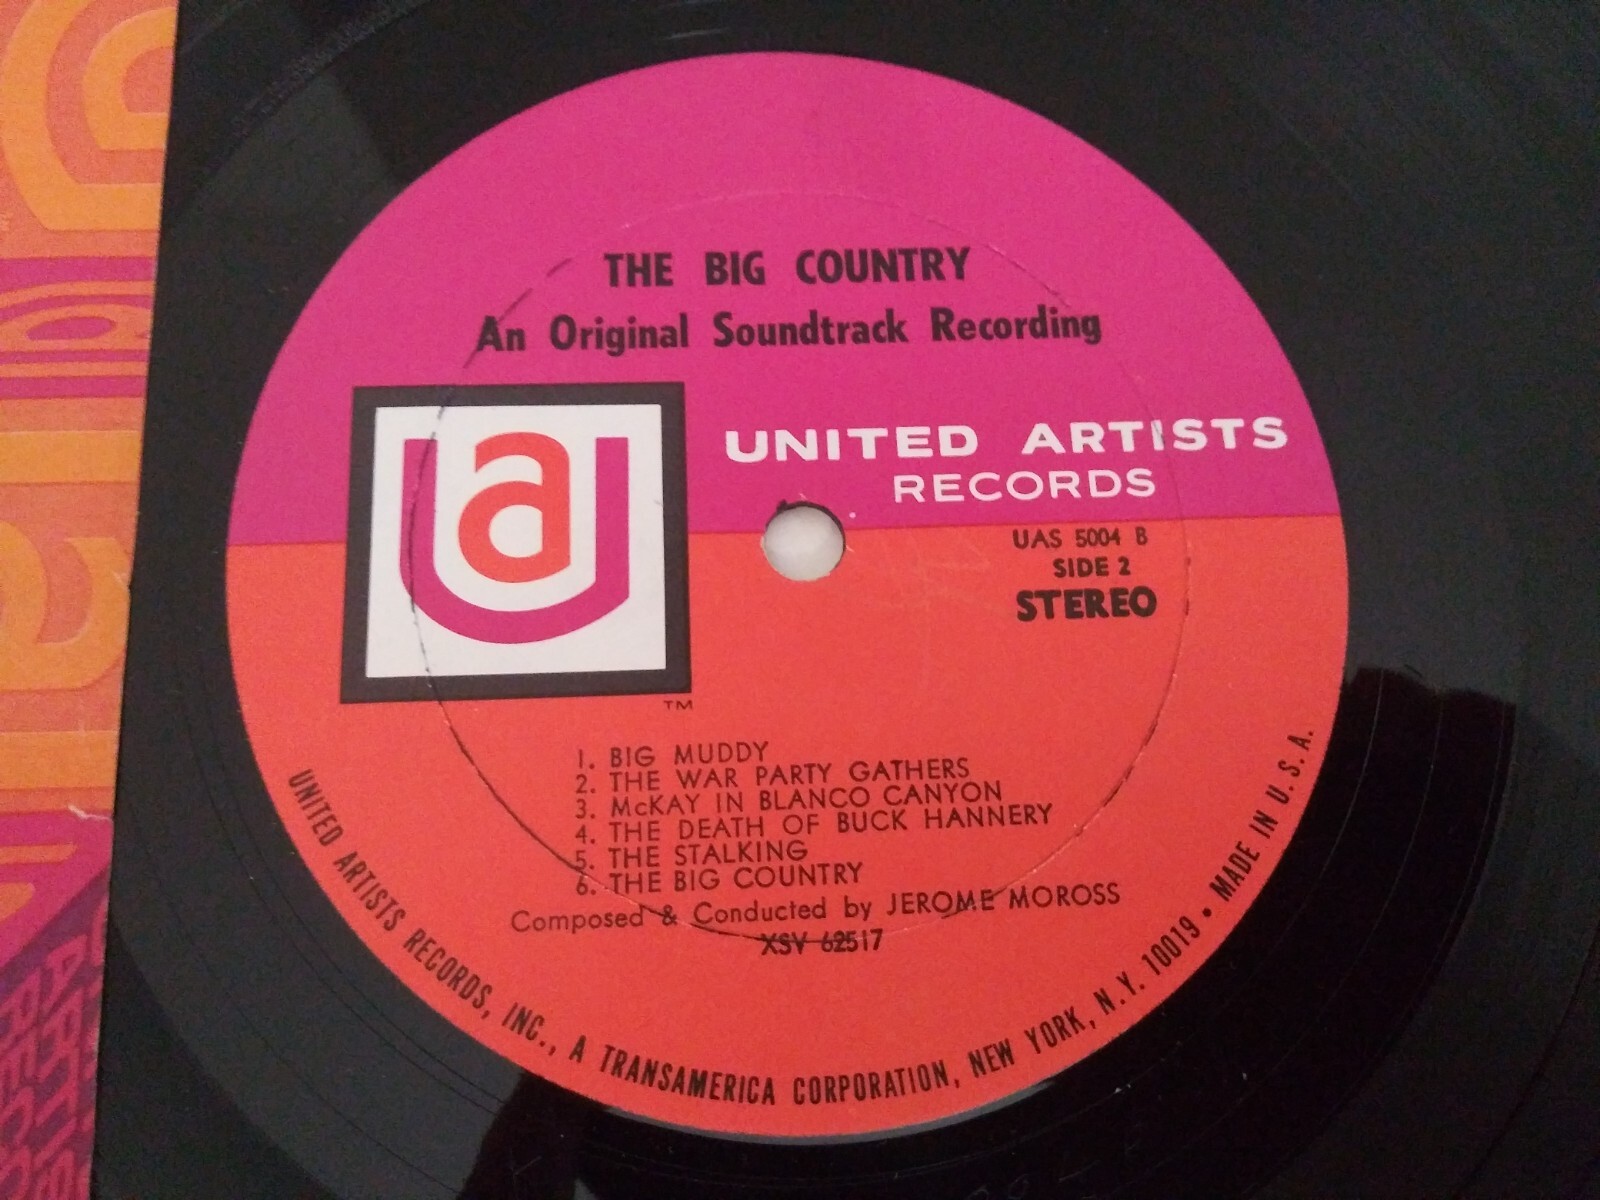 THE BIG COUNTRY
An Original Soundtrack Recording
ua
UNITED ARTISTS
RECORDS
UAS 5004 B
SIDE 2
STEREO
TM
1. BIG MUDDY
2. THE WAR PARTY GATHERS
3. McKAY IN BLANCO CANYON
4. THE DEATH OF BUCK HANNERY
5. THE STALKING
6. THE BIG COUNTRY
Composed & Conducted by JEROME MOROSS
XSV 62517
UNITED ARTISTS RECORDS, INC., A TRANSAMERICA CORPORATION, NEW YORK, N.Y. 10019 • MADE IN U.S.A.